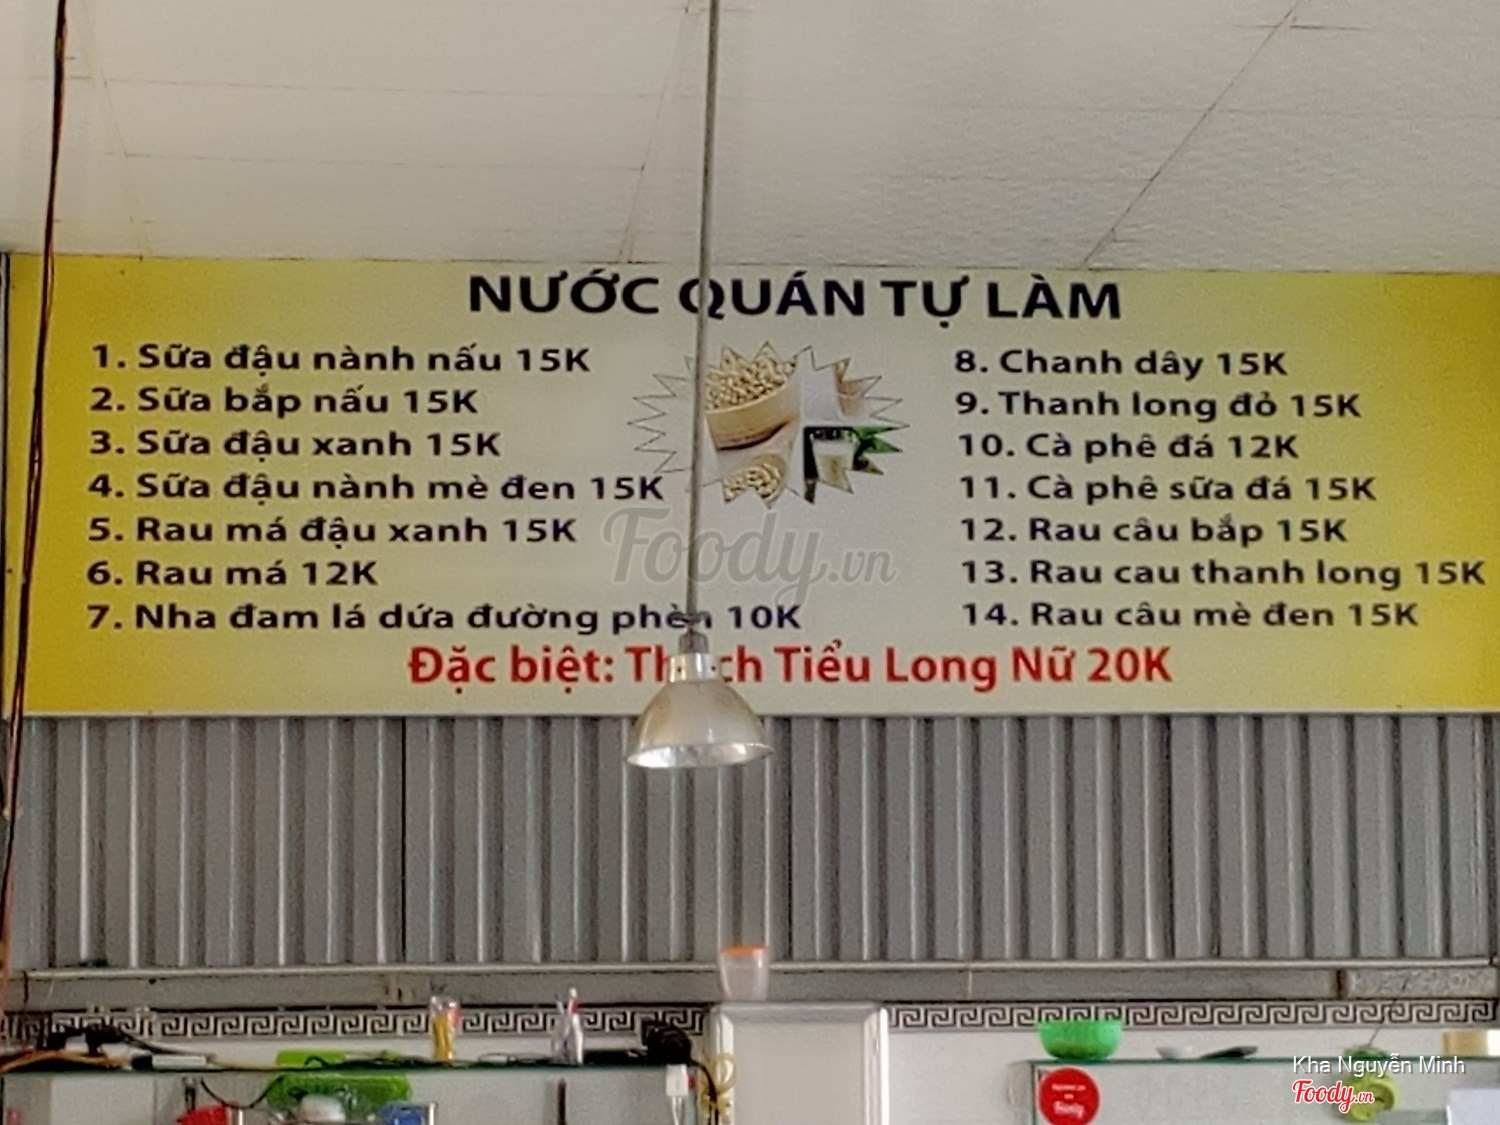 NƯỚC QUÁN TỰ LÀM
1. Sữa đậu nành nấu 15K
2. Sữa bắp nấu 15K
3. Sữa đậu xanh 15K
4. Sữa đậu nành mè đen 15K
5. Rau má đậu xanh 15K
6. Rau má 12K
7. Nha đam lá dứa đường phèn 10K
8. Chanh dây 15K
9. Thanh long đỏ 15K
10. Cà phê đá 12K
11. Cà phê sữa đá 15K
12. Rau câu bắp 15K
13. Rau cau thanh long 15K
14. Rau câu mè đen 15K
Đặc biệt: Thạch Tiểu Long Nữ 20K
Foody.vn
Kha Nguyễn Minh
Foody.vn
Foody